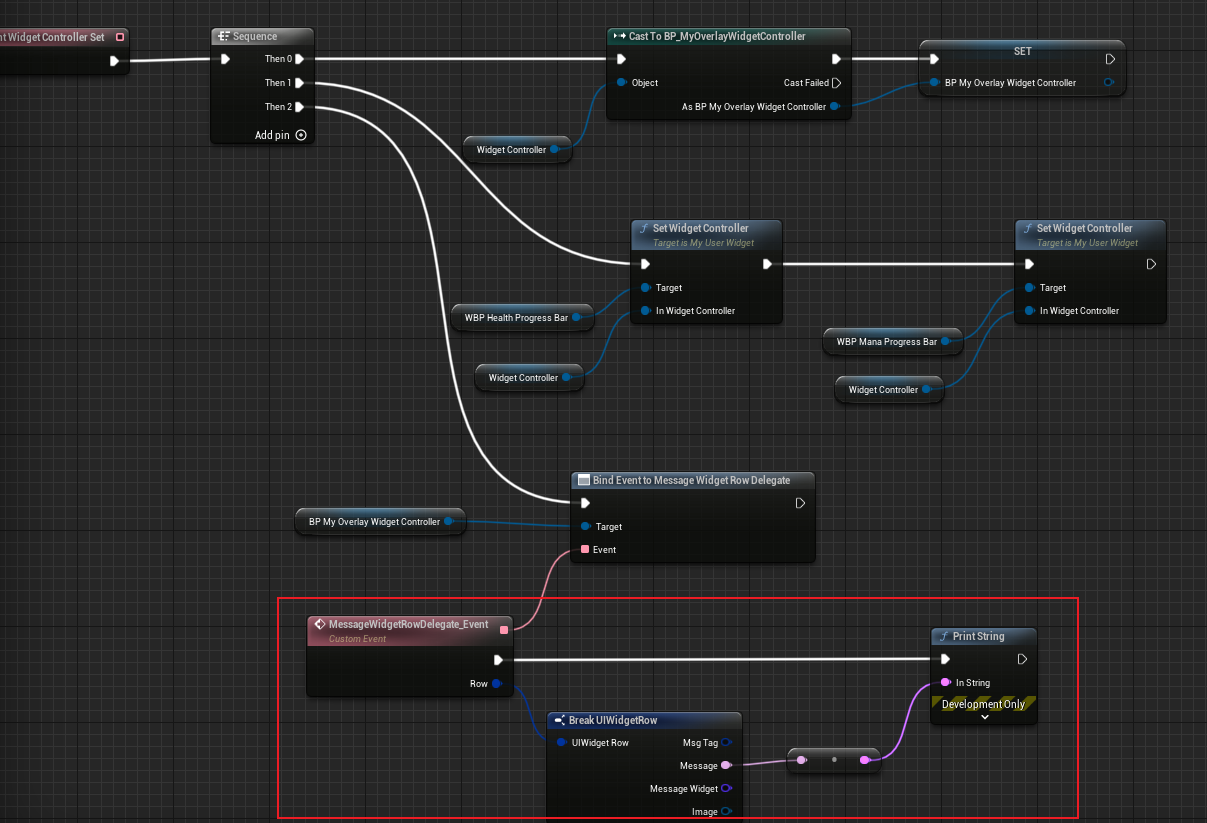 nt Widget Controller Set
Sequence
Then 0
Then 1
Then 2
Add pin
Cast To BP_MyOverlayWidgetController
Object
Cast Failed
As BP My Overlay Widget Controller
SET
BP My Overlay Widget Controller
Widget Controller
Set Widget Controller
Target is My User Widget
Target
In Widget Controller
WBP Health Progress Bar
Widget Controller
Set Widget Controller
Target is My User Widget
Target
In Widget Controller
WBP Mana Progress Bar
Widget Controller
Bind Event to Message Widget Row Delegate
BP My Overlay Widget Controller
Target
Event
MessageWidgetRowDelegate_Event
Custom Event
Row
Break UIWidgetRow
UIWidget Row
Msg Tag
Message
Message Widget
Image
Print String
In String
Development Only